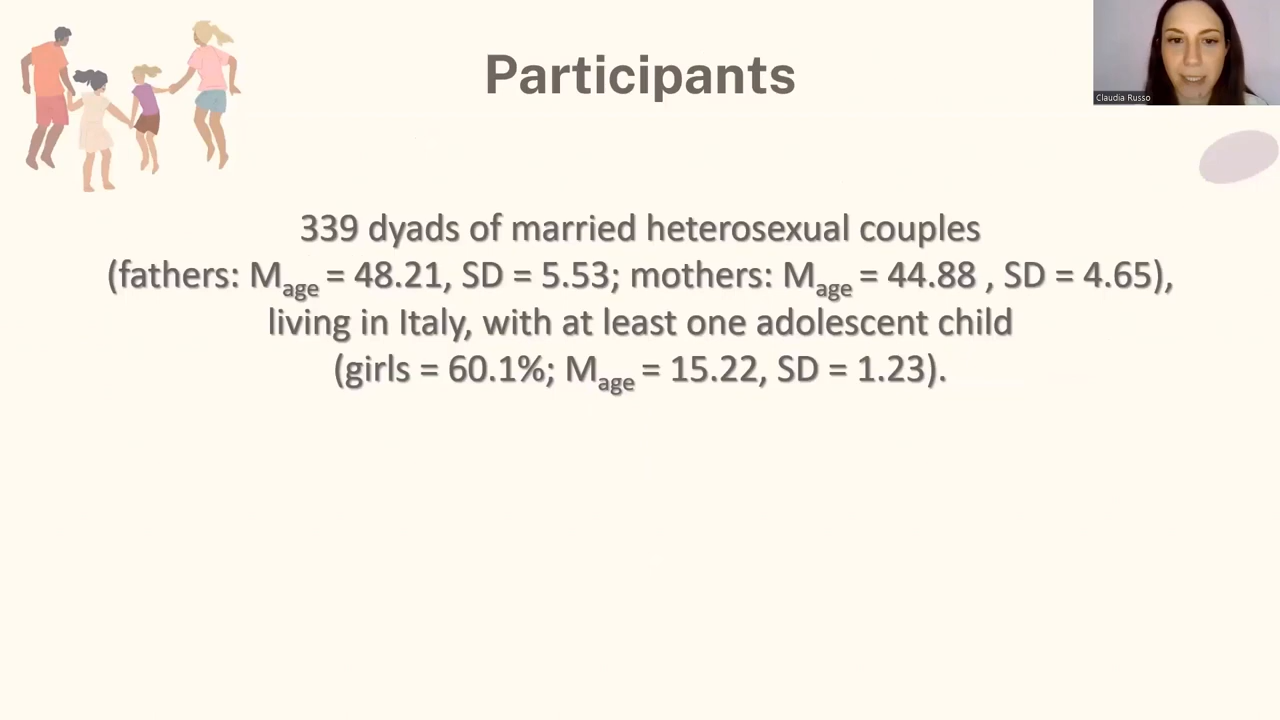 Participants
Claudia Russo
339 dyads of married heterosexual couples
(fathers: Mage = 48.21, SD = 5.53; mothers: Mage = 44.88 , SD = 4.65),
living in Italy, with at least one adolescent child
(girls = 60.1%; Mage = 15.22, SD = 1.23).